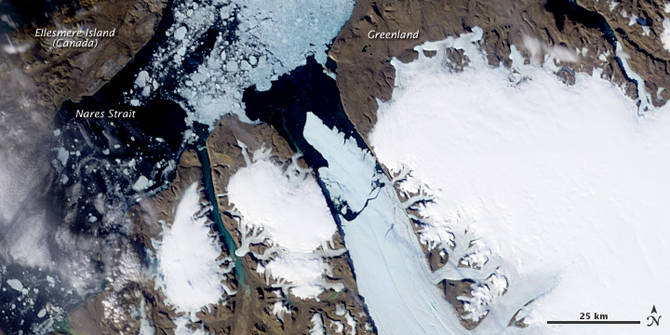 Ellesmere Island
(Canada)
Greenland
Nares Strait
25 km
N